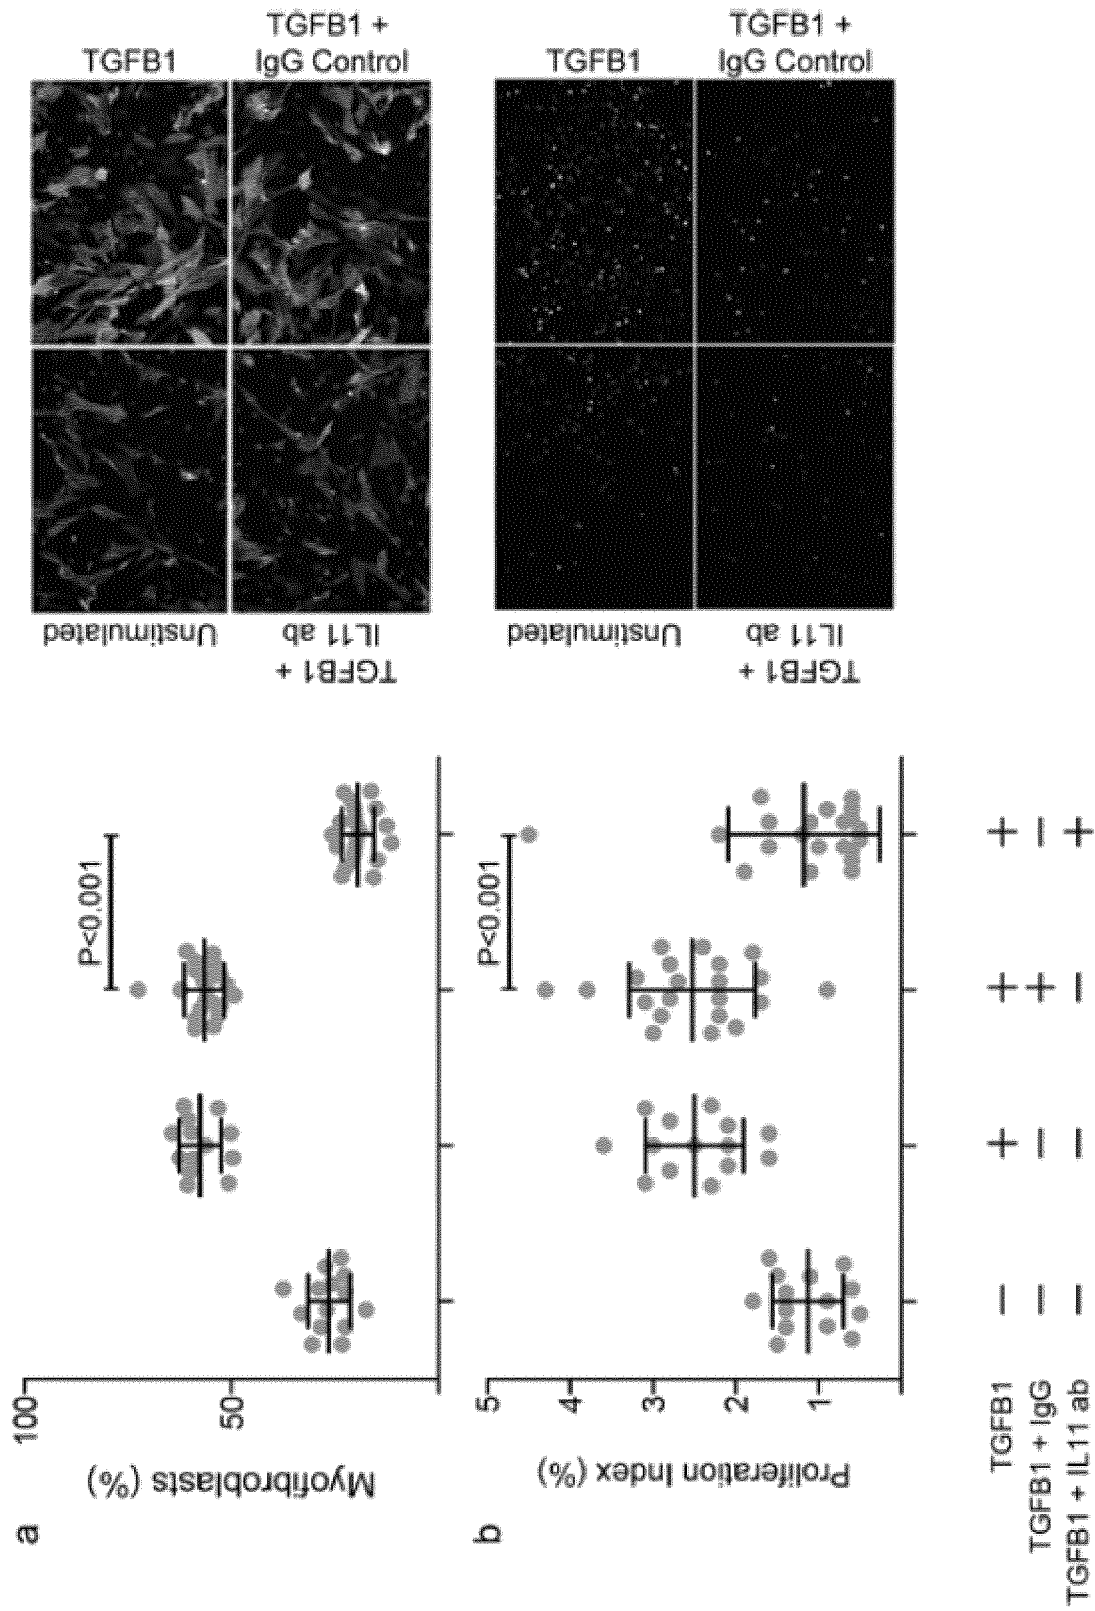 a
Myofibroblasts (%)
100
50
P<0.001
Unstimulated
TGFB1
TGFB1 +
IL11 ab
TGFB1 +
IgG Control
b
Proliferation Index (%)
5
4
3
2
1
P<0.001
Unstimulated
TGFB1
TGFB1 +
IL11 ab
TGFB1 +
IgG Control
TGFB1 − + + +
TGFB1 + IgG − − + −
TGFB1 + IL11 ab − − − +